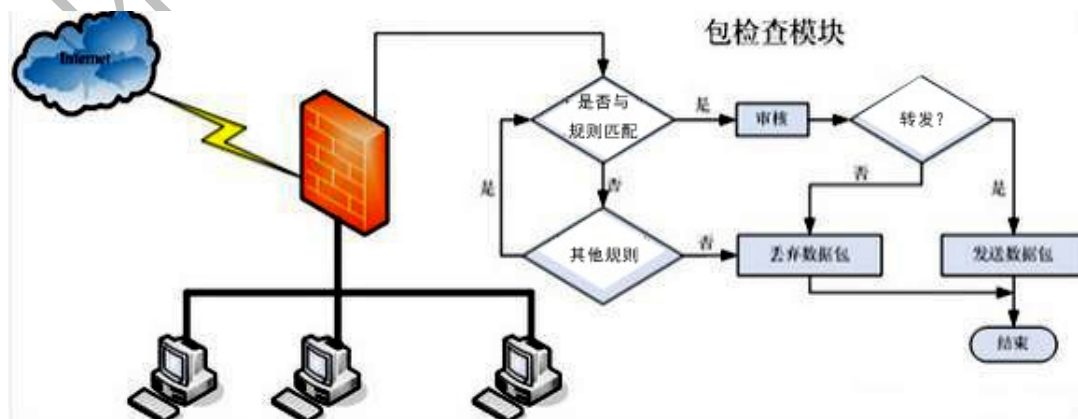 包检查模块
Internet
是否与
规则匹配
是
审核
转发?
否
是
否
是
其他规则
否
丢弃数据包
发送数据包
结束